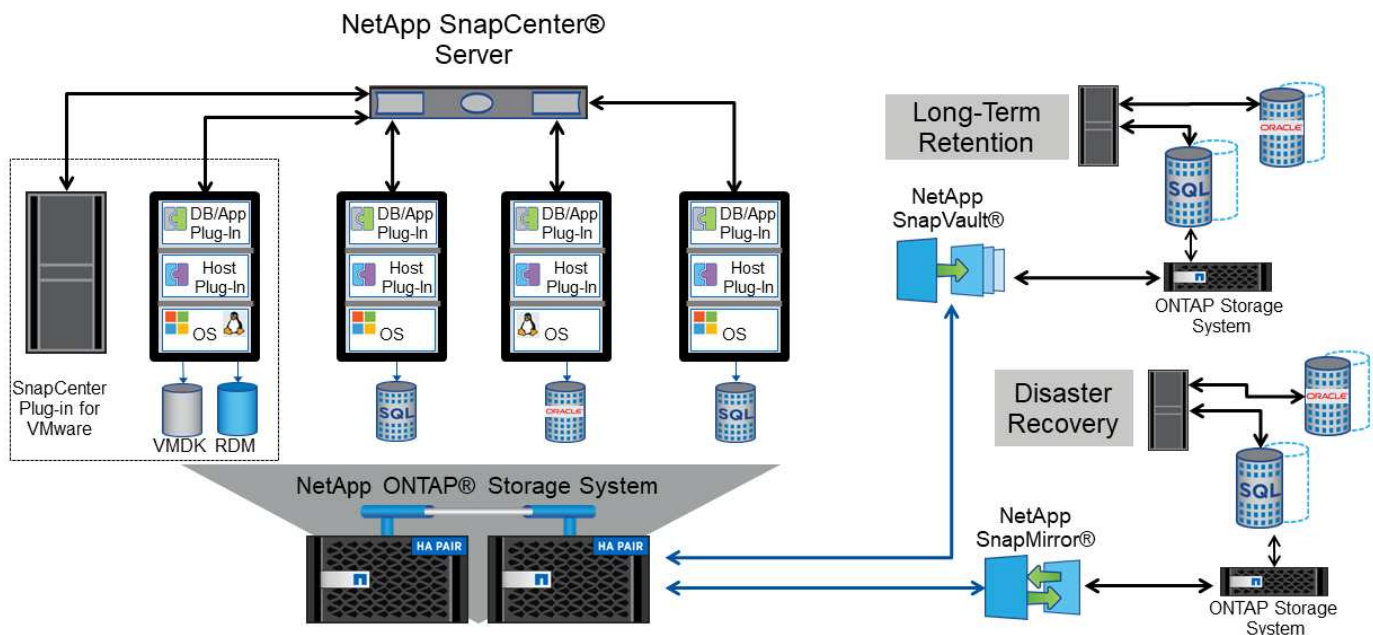 NetApp SnapCenter®
Server
SnapCenter
Plug-in for
VMware
DB/App
Plug-In
Host
Plug-In
OS
VMDK RDM
DB/App
Plug-In
Host
Plug-In
OS
SQL
DB/App
Plug-In
Host
Plug-In
OS
ORACLE
DB/App
Plug-In
Host
Plug-In
OS
SQL
NetApp ONTAP® Storage System
HA PAIR
HA PAIR
Long-Term
Retention
ORACLE
SQL
NetApp
SnapVault®
ONTAP Storage
System
Disaster
Recovery
ORACLE
SQL
NetApp
SnapMirror®
ONTAP Storage
System